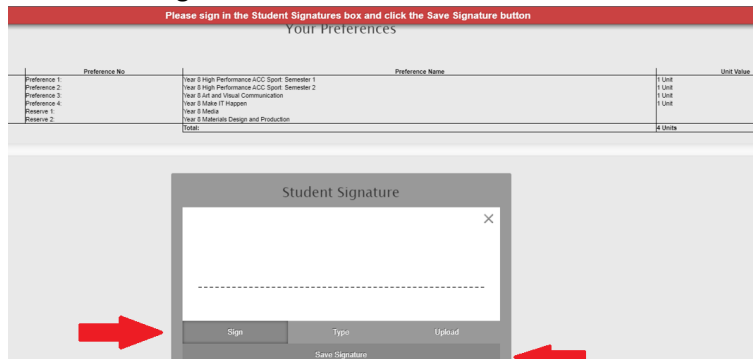 Please sign in the Student Signatures box and click the Save Signature button
Your Preferences
Preference No Preference Name Unit Value
Preference 1: Year 8 High Performance ACC Sport: Semester 1 1 Unit
Preference 2: Year 8 High Performance ACC Sport: Semester 2 1 Unit
Preference 3: Year 8 Art and Visual Communication 1 Unit
Preference 4: Year 8 Make IT Happen 1 Unit
Reserve 1: Year 8 Media
Reserve 2: Year 8 Materials Design and Production
Total: 4 Units
Student Signature
Sign Type Upload
Save Signature